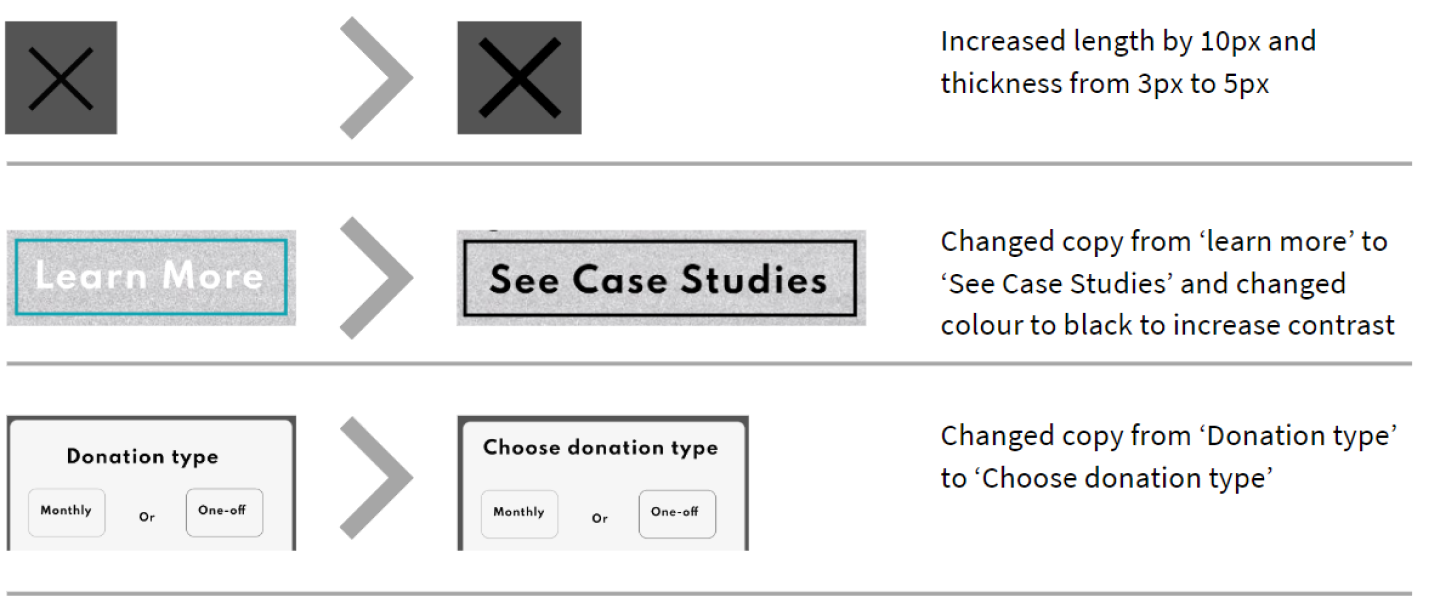 Increased length by 10px and
thickness from 3px to 5px
Learn More
See Case Studies
Changed copy from ‘learn more’ to
‘See Case Studies’ and changed
colour to black to increase contrast
Donation type
Monthly
Or
One-off
Choose donation type
Monthly
Or
One-off
Changed copy from ‘Donation type’
to ‘Choose donation type’